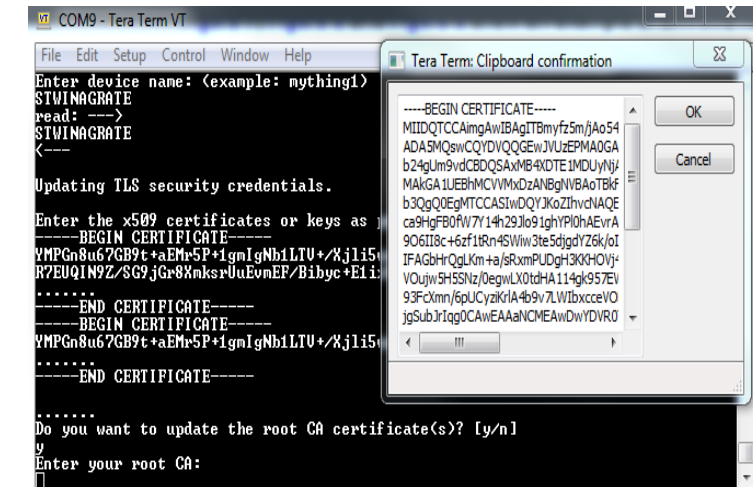 COM9 - Tera Term VT
File Edit Setup Control Window Help
Enter device name: (example: mything1)
STWINAGRATE
read: --->
STWINAGRATE
<---
Updating TLS security credentials.
Enter the x509 certificates or keys as
-----BEGIN CERTIFICATE-----
YMPGn8u67GB9t+aEMr5P+1gmIgNb1LTV+/Xjli5
R7EUQIN9Z/SG9jGr8XmksrUuEvmEF/Bibyc+E1i
.......
-----END CERTIFICATE-----
-----BEGIN CERTIFICATE-----
YMPGn8u67GB9t+aEMr5P+1gmIgNb1LTV+/Xjli5
.......
-----END CERTIFICATE-----
.......
Do you want to update the root CA certificate(s)? [y/n]
y
Enter your root CA:
Tera Term: Clipboard confirmation
-----BEGIN CERTIFICATE-----
MIIDQTCCAimgAwIBAgITBmyfz5m/jAo54
ADA5MQswCQYDVQQGEwJVUzEPMA0GA
b24gUm9vdCBDQSAxMB4XDTE1MDUyNj
MAkGA1UEBhMCVVMxDzANBgNVBAoTBk
b3QgQ0EgMTCCASIwDQYJKoZIhvcNAQE
ca9HgFB0fW7Y14h29Jlo91ghYPl0hAEvrA
9O6II8c+6zf1tRn4SWiw3te5djgdYZ6k/oI
IFAGbHrQgLKm+a/sRxmPUDgH3KKHOVj4
VOujw5H5SNz/0egwLX0tdHA114gk957EW
93FcXmn/6pUCyziKrlA4b9v7LWIbxcceVO
jgSubJrIqg0CAwEAAaNCMEAwDwYDVR0
OK
Cancel